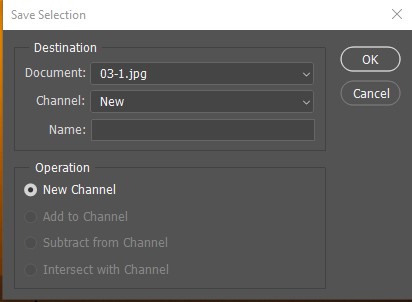 Save Selection
Destination
Document: 03-1.jpg
OK
Channel: New
Cancel
Name:
Operation
New Channel
Add to Channel
Subtract from Channel
Intersect with Channel